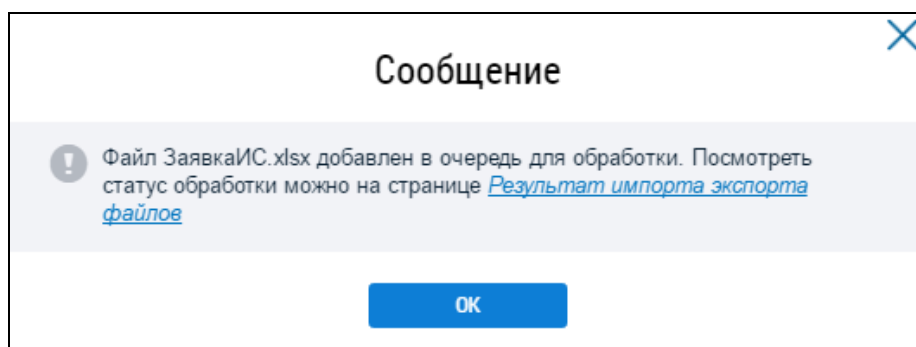 Сообщение
Файл ЗаявкаИС.xlsx добавлен в очередь для обработки. Посмотреть
статус обработки можно на странице Результат импорта экспорта
файлов
ОК